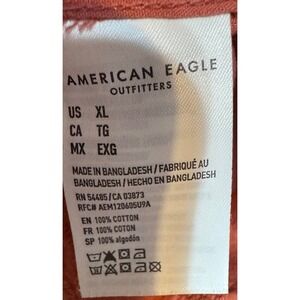 AMERICAN EAGLE
OUTFITTERS
US XL
CA TG
MX EXG
MADE IN BANGLADESH / FABRIQUÉ AU
BANGLADESH / HECHO EN BANGLADESH
RN 54485 / CA 03873
RFC# AEM120605U9A
EN 100% COTTON
FR 100% COTON
SP 100% algodón